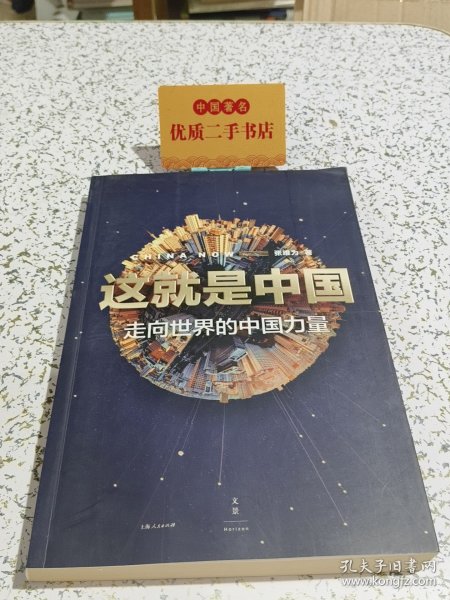 中国著名
优质二手书店
CHINA NOW
张维为 著
这就是中国
走向世界的中国力量
上海人民出版社
文景
Horizon
孔夫子旧书网
www.kongfz.com